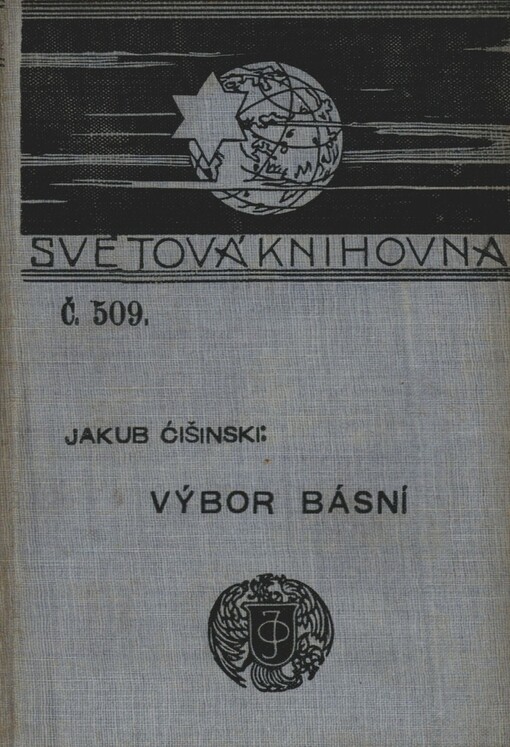 SVĚTOVÁ KNIHOVNA
Č. 509.
JAKUB ĆIŠINSKI:
VÝBOR BÁSNÍ